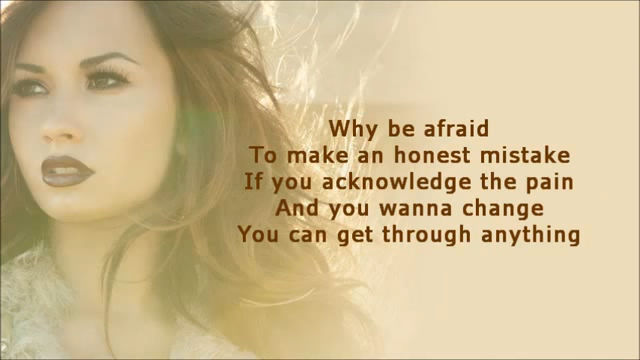 Why be afraid
To make an honest mistake
If you acknowledge the pain
And you wanna change
You can get through anything